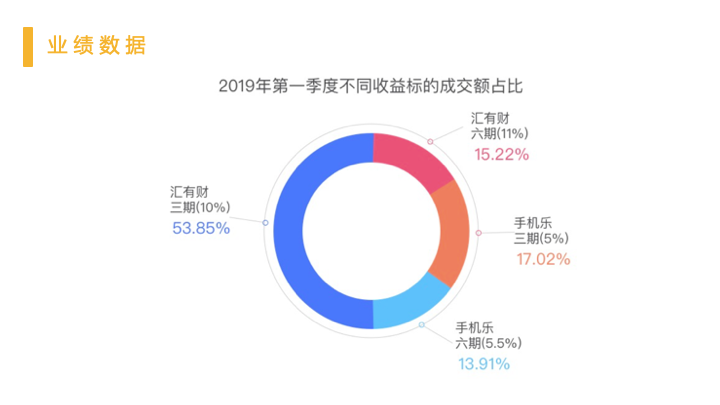 业绩数据
2019年第一季度不同收益标的成交额占比
汇有财
六期(11%)
15.22%
汇有财
三期(10%)
53.85%
手机乐
三期(5%)
17.02%
手机乐
六期(5.5%)
13.91%